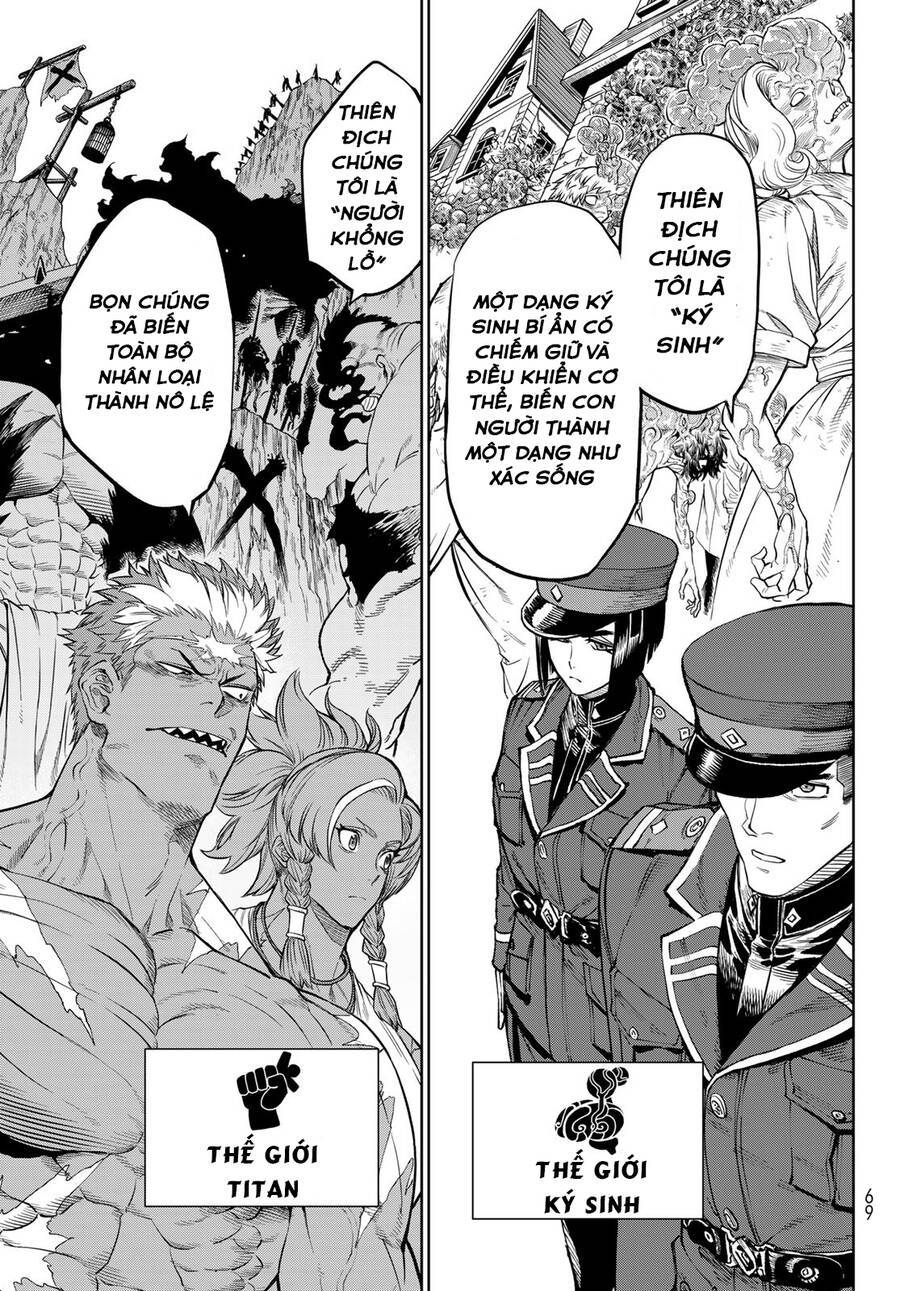 THIÊN
ĐỊCH
CHÚNG
TÔI LÀ
"KÝ
SINH"
MỘT DẠNG KÝ
SINH BÍ ẨN CÓ
CHIẾM GIỮ VÀ
ĐIỀU KHIỂN CƠ
THỂ, BIẾN CON
NGƯỜI THÀNH
MỘT DẠNG NHƯ
XÁC SỐNG
THẾ GIỚI
KÝ SINH
THIÊN
ĐỊCH
CHÚNG
TÔI LÀ
"NGƯỜI
KHỔNG
LỒ"
BỌN CHÚNG
ĐÃ BIẾN
TOÀN BỘ
NHÂN LOẠI
THÀNH NÔ LỆ
THẾ GIỚI
TITAN
69